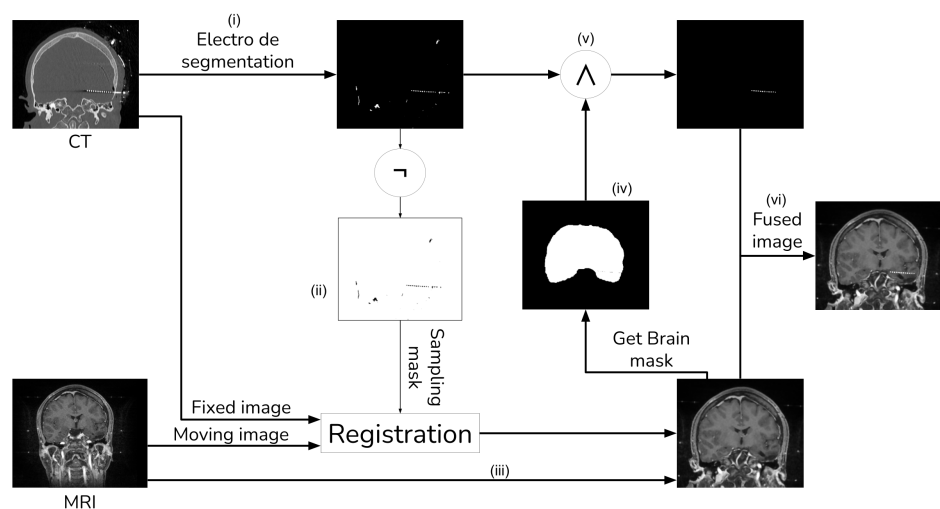 (i)
Electro de
segmentation
CT
(v)
∧
¬
(ii)
Sampling
mask
(iv)
(vi)
Fused
image
Get Brain
mask
Fixed image
Moving image
Registration
(iii)
MRI